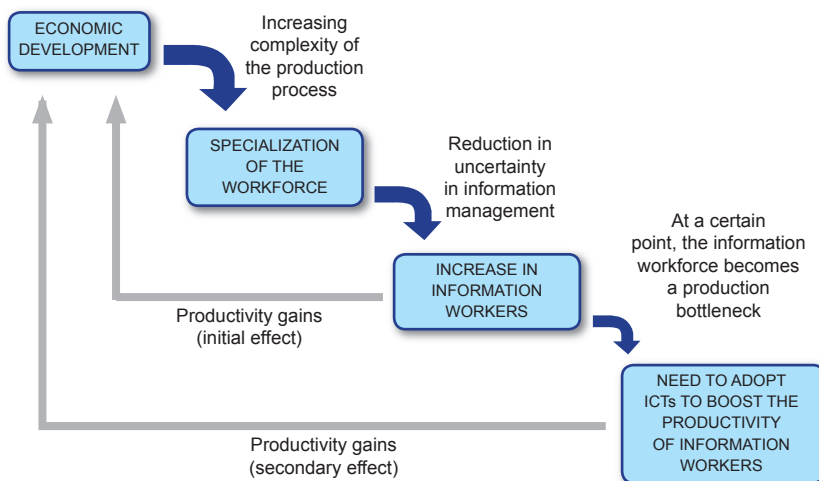 ECONOMIC
DEVELOPMENT
Increasing
complexity of
the production
process
SPECIALIZATION
OF THE
WORKFORCE
Reduction in
uncertainty
in information
management
INCREASE IN
INFORMATION
WORKERS
At a certain
point, the information
workforce becomes
a production
bottleneck
Productivity gains
(initial effect)
NEED TO ADOPT
ICTs TO BOOST THE
PRODUCTIVITY
OF INFORMATION
WORKERS
Productivity gains
(secondary effect)